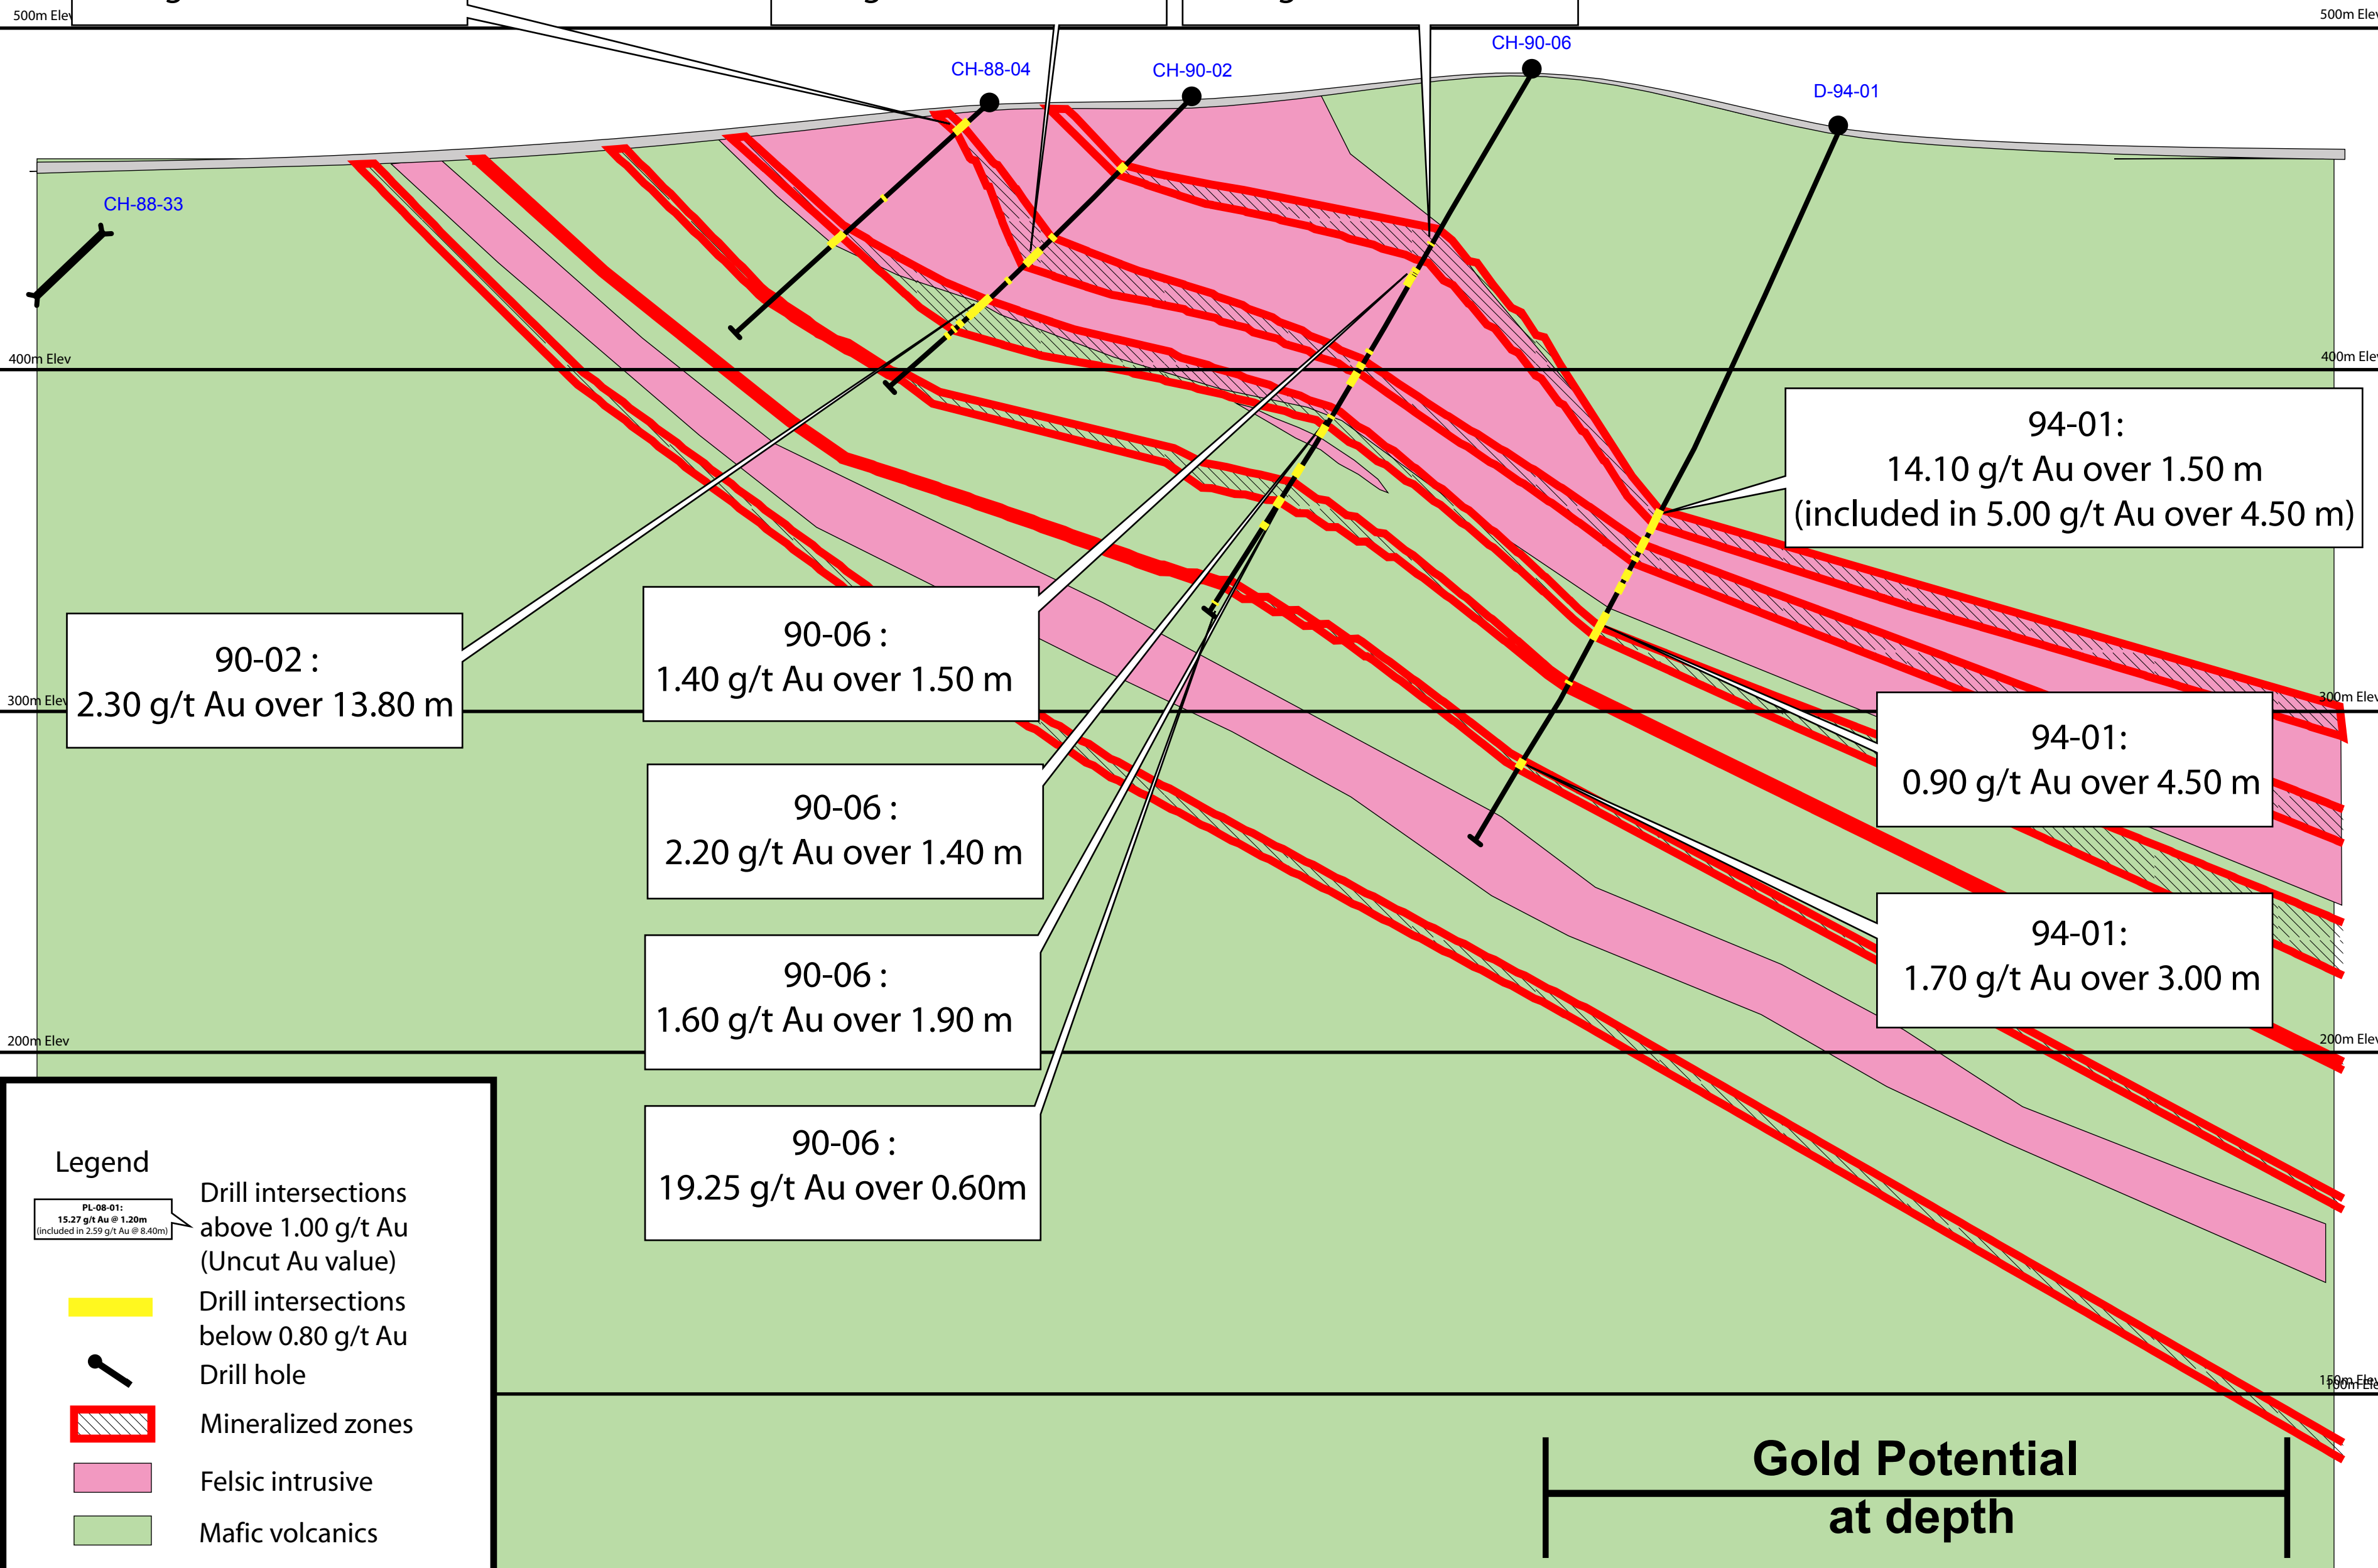 500m Elev
500m Elev
CH-90-06
CH-88-04
CH-90-02
D-94-01
CH-88-33
400m Elev
400m Elev
94-01:
14.10 g/t Au over 1.50 m
(included in 5.00 g/t Au over 4.50 m)
90-02 :
2.30 g/t Au over 13.80 m
90-06 :
1.40 g/t Au over 1.50 m
300m Elev
300m Elev
94-01:
0.90 g/t Au over 4.50 m
90-06 :
2.20 g/t Au over 1.40 m
94-01:
1.70 g/t Au over 3.00 m
90-06 :
1.60 g/t Au over 1.90 m
200m Elev
200m Elev
90-06 :
19.25 g/t Au over 0.60m
Legend
PL-08-01:
15.27 g/t Au @ 1.20m
(included in 2.59 g/t Au @ 8.40m)
Drill intersections
above 1.00 g/t Au
(Uncut Au value)
Drill intersections
below 0.80 g/t Au
Drill hole
Mineralized zones
Felsic intrusive
Mafic volcanics
150m Elev
100m Elev
Gold Potential
at depth